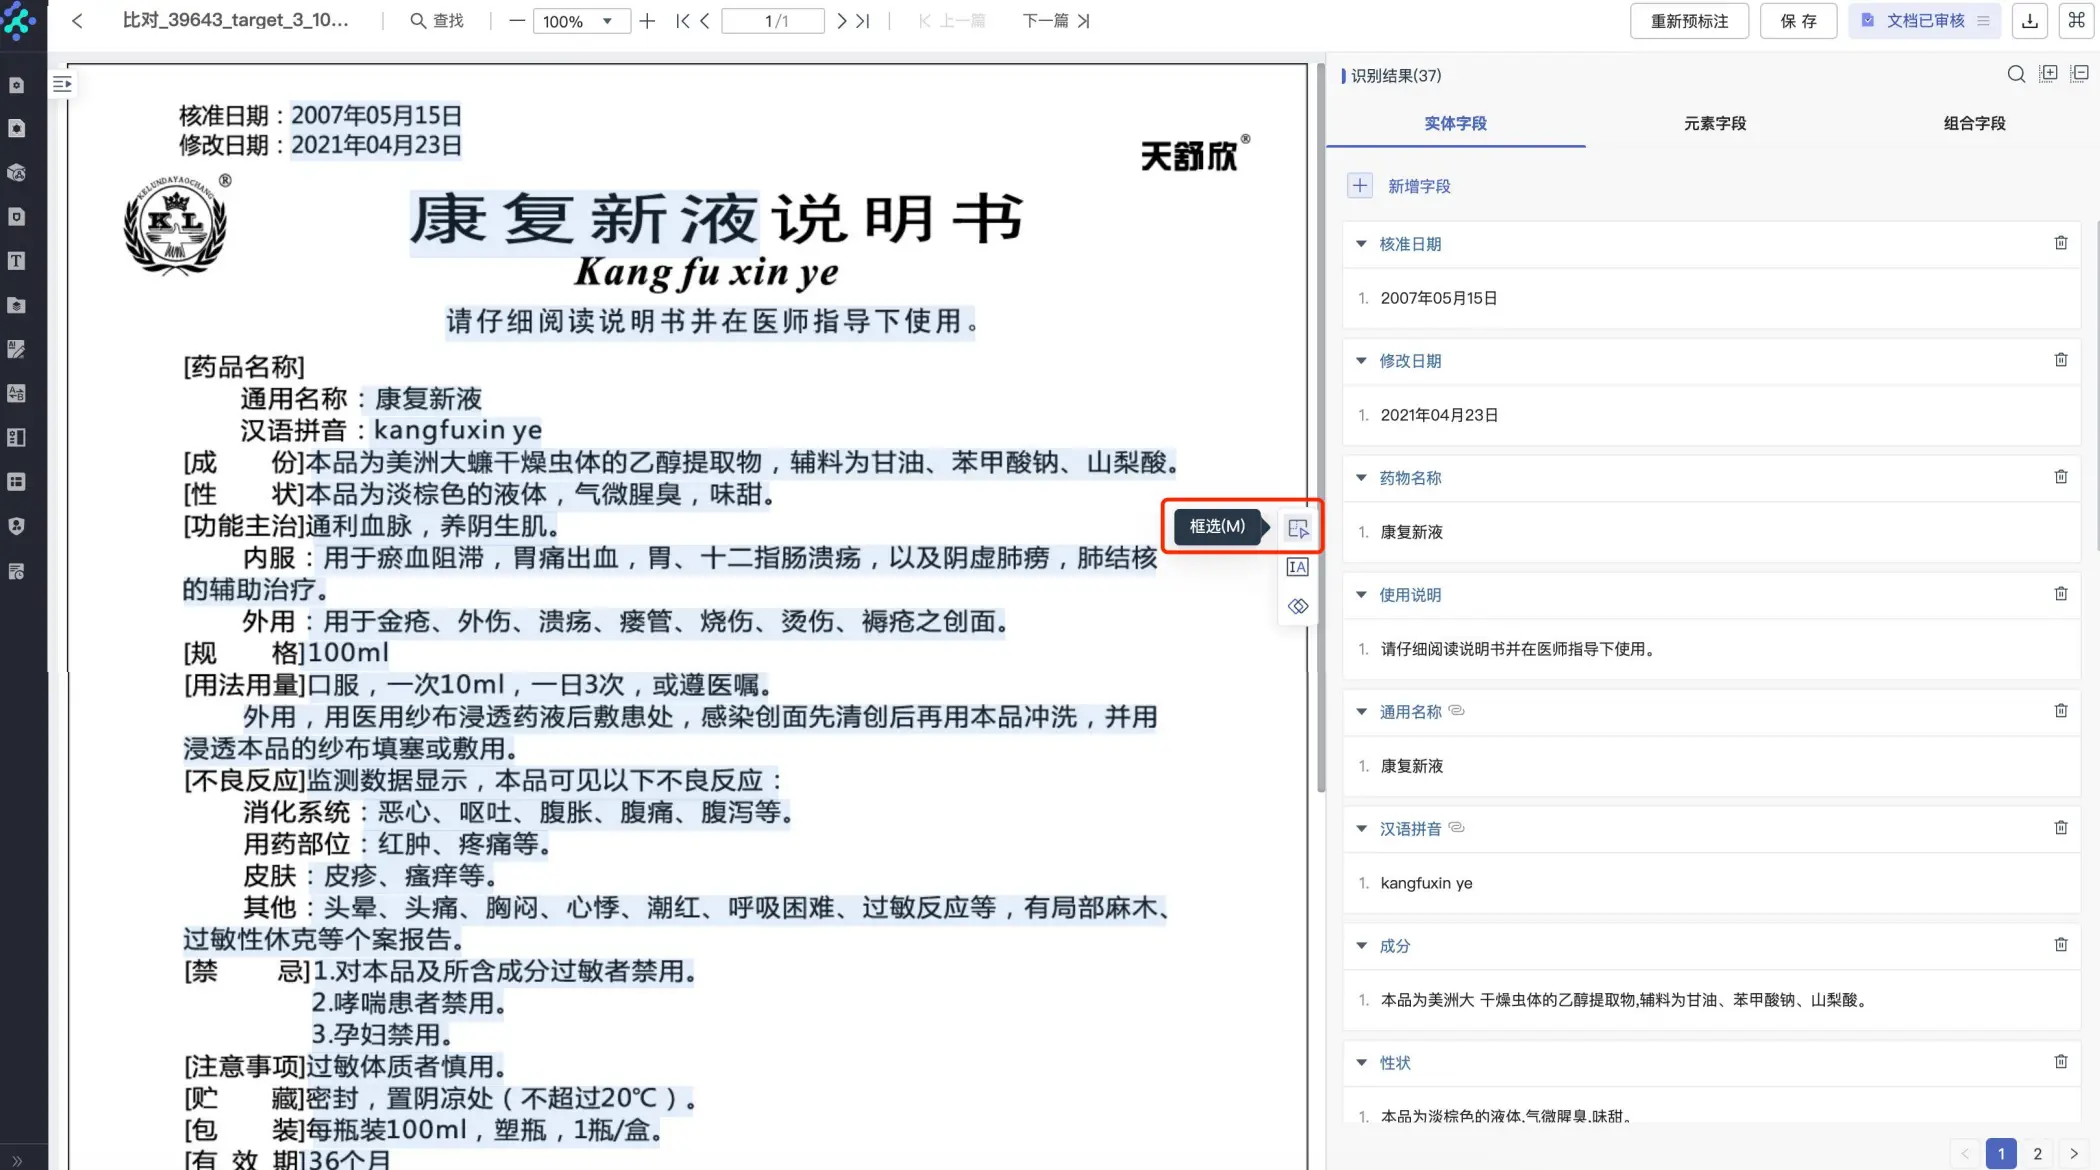 比对_39643_target_3_10...
查找
100%
1/1
上一篇
下一篇
重新预标注
保 存
文档已审核
核准日期：2007年05月15日
修改日期：2021年04月23日
天舒欣®
KELUNDAYAOCHANG
KL
®
康复新液说明书
Kang fu xin ye
请仔细阅读说明书并在医师指导下使用。
[药品名称]
通用名称：康复新液
汉语拼音：kangfuxin ye
[成 份]本品为美洲大蠊干燥虫体的乙醇提取物，辅料为甘油、苯甲酸钠、山梨酸。
[性 状]本品为淡棕色的液体，气微腥臭，味甜。
[功能主治]通利血脉，养阴生肌。
内服：用于瘀血阻滞，胃痛出血，胃、十二指肠溃疡，以及阴虚肺痨，肺结核
的辅助治疗。
外用：用于金疮、外伤、溃疡、瘘管、烧伤、烫伤、褥疮之创面。
[规 格]100ml
[用法用量]口服，一次10ml，一日3次，或遵医嘱。
外用，用医用纱布浸透药液后敷患处，感染创面先清创后再用本品冲洗，并用
浸透本品的纱布填塞或敷用。
[不良反应]监测数据显示，本品可见以下不良反应：
消化系统：恶心、呕吐、腹胀、腹痛、腹泻等。
用药部位：红肿、疼痛等。
皮肤：皮疹、瘙痒等。
其他：头晕、头痛、胸闷、心悸、潮红、呼吸困难、过敏反应等，有局部麻木、
过敏性休克等个案报告。
[禁 忌]1.对本品及所含成分过敏者禁用。
2.哮喘患者禁用。
3.孕妇禁用。
[注意事项]过敏体质者慎用。
[贮 藏]密封，置阴凉处（不超过20℃）。
[包 装]每瓶装100ml，塑瓶，1瓶/盒。
[有 效 期]36个月
框选(M)
识别结果(37)
实体字段
元素字段
组合字段
新增字段
核准日期
1. 2007年05月15日
修改日期
1. 2021年04月23日
药物名称
1. 康复新液
使用说明
1. 请仔细阅读说明书并在医师指导下使用。
通用名称
1. 康复新液
汉语拼音
1. kangfuxin ye
成分
1. 本品为美洲大 干燥虫体的乙醇提取物,辅料为甘油、苯甲酸钠、山梨酸。
性状
1. 本品为淡棕色的液体,气微腥臭,味甜。
1
2